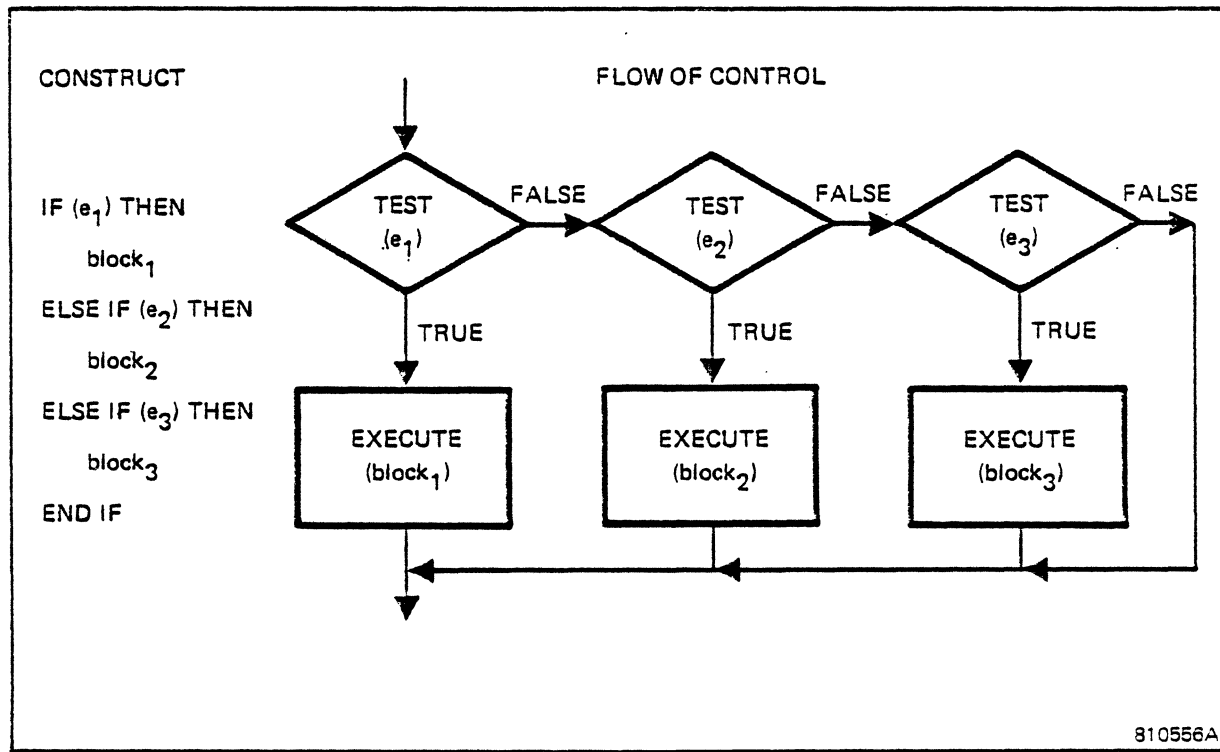 CONSTRUCT
FLOW OF CONTROL
IF (e1) THEN
block1
ELSE IF (e2) THEN
block2
ELSE IF (e3) THEN
block3
END IF
TEST
(e1)
FALSE
TEST
(e2)
FALSE
TEST
(e3)
FALSE
TRUE
TRUE
TRUE
EXECUTE
(block1)
EXECUTE
(block2)
EXECUTE
(block3)
810556A